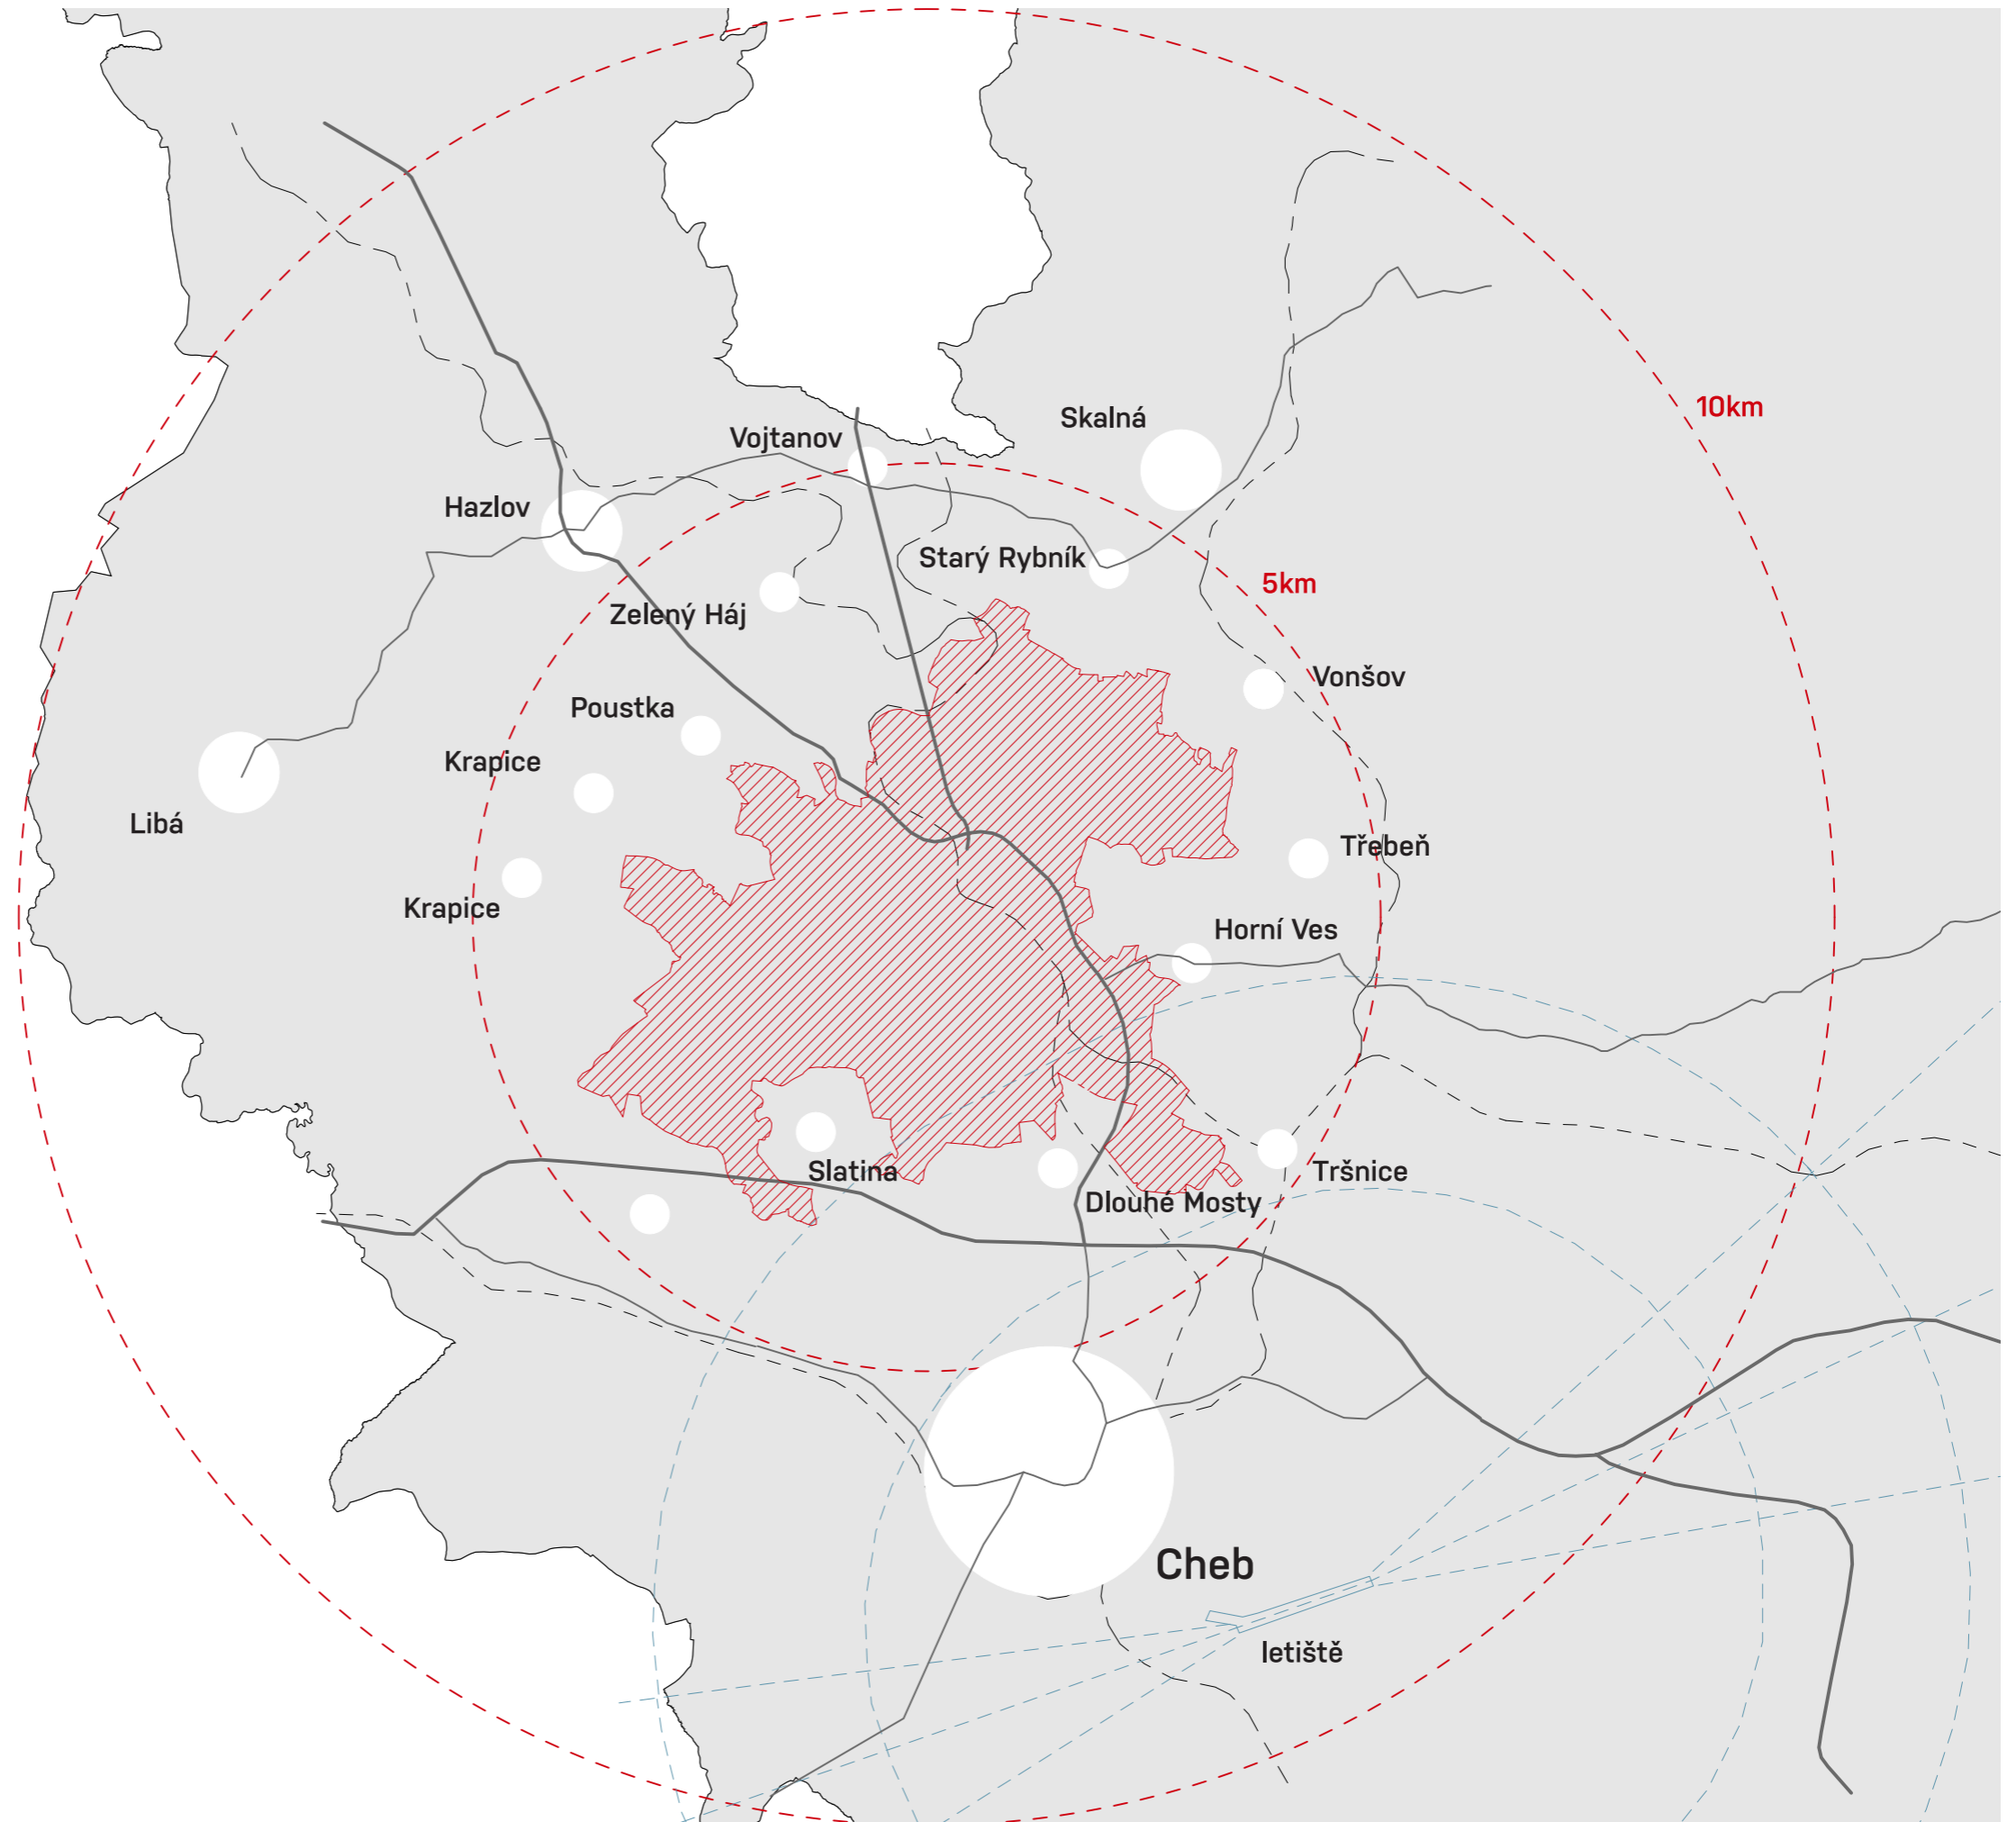 10km
Skalná
Vojtanov
Hazlov
Starý Rybník
5km
Zelený Háj
Vonšov
Poustka
Krapice
Libá
Třebeň
Krapice
Horní Ves
Slatina
Tršnice
Dlouhé Mosty
Cheb
letiště